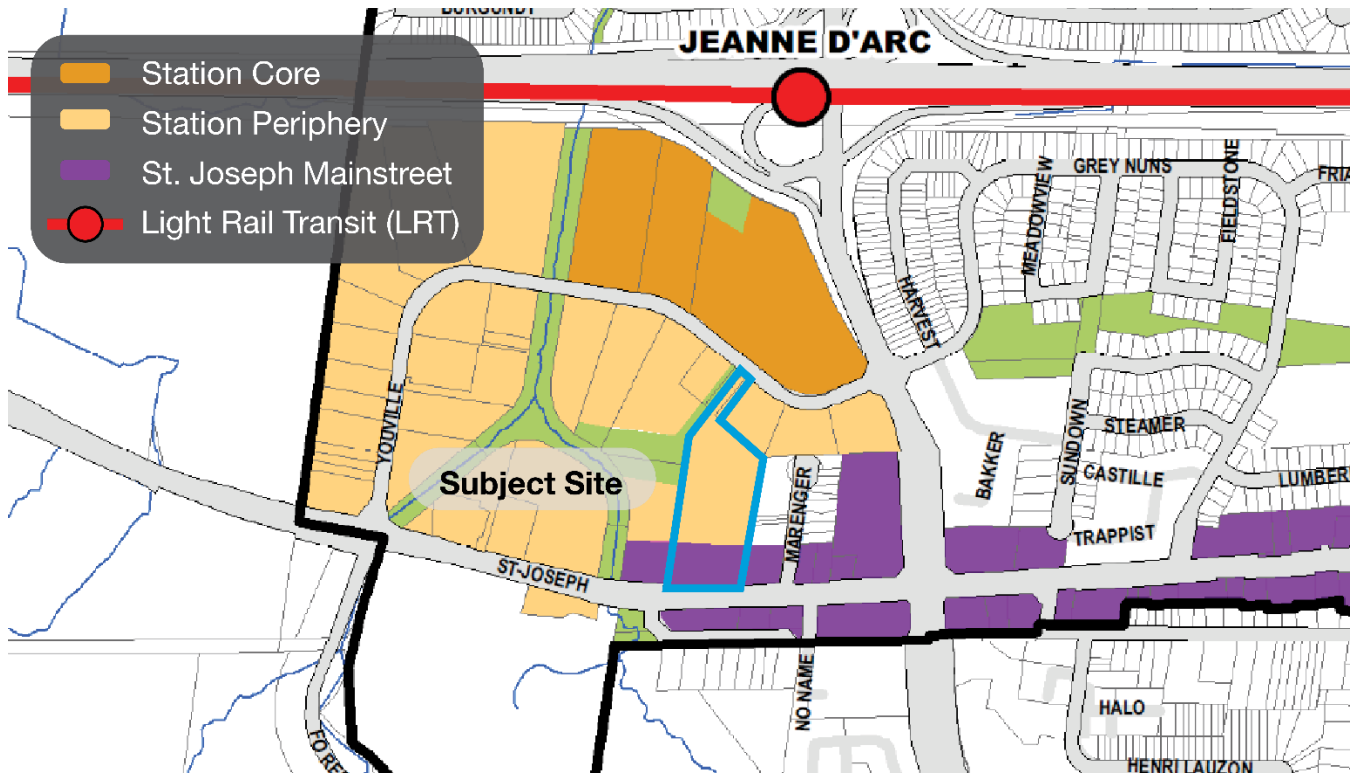 BURGUNDY
JEANNE D'ARC
Station Core
Station Periphery
St. Joseph Mainstreet
Light Rail Transit (LRT)
GREY NUNS
MEADOWVIEW
FIELDSTONE
HARVEST
YOUVILLE
Subject Site
STEAMER
SUNDOWN
BAKKER
CASTILLE
MARENGER
TRAPPIST
ST-JOSEPH
NO NAME
HALO
HENRI LAUZON